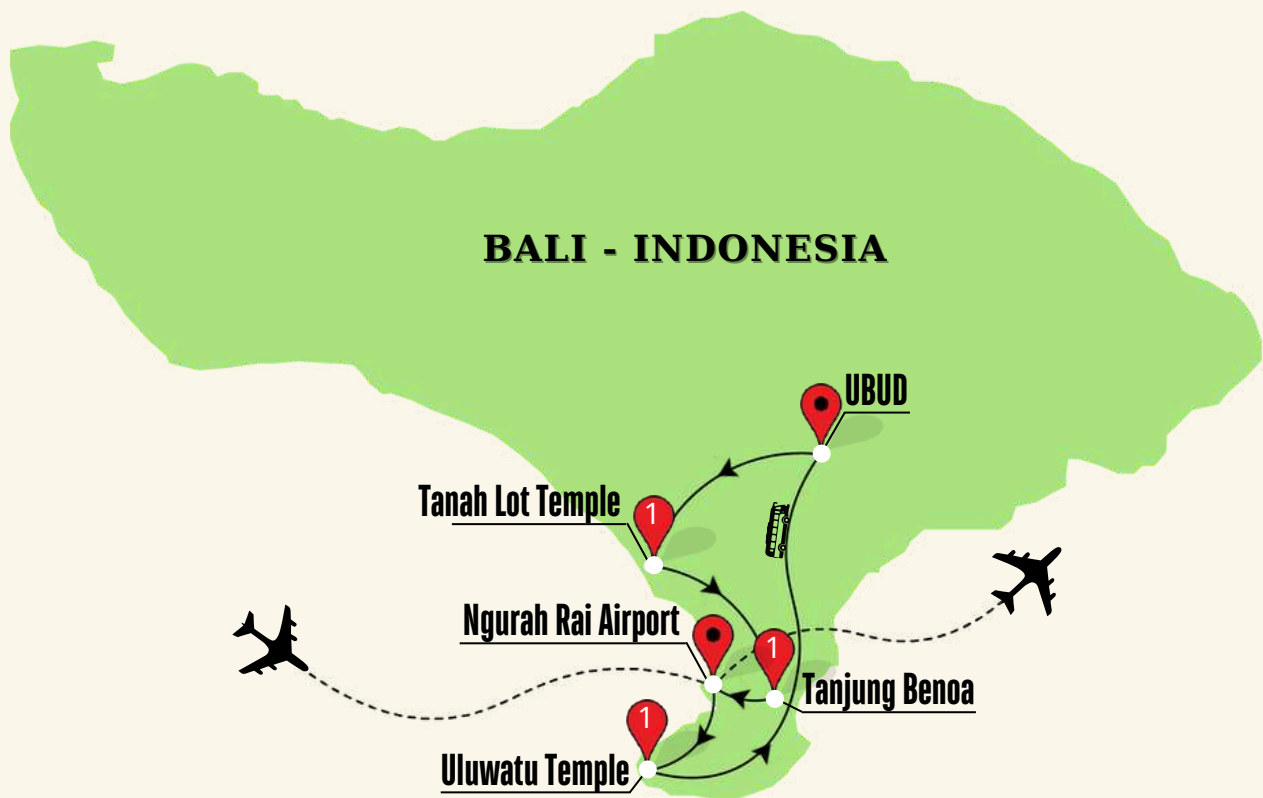 BALI - INDONESIA
UBUD
Tanah Lot Temple
1
Ngurah Rai Airport
1
Tanjung Benoa
1
Uluwatu Temple